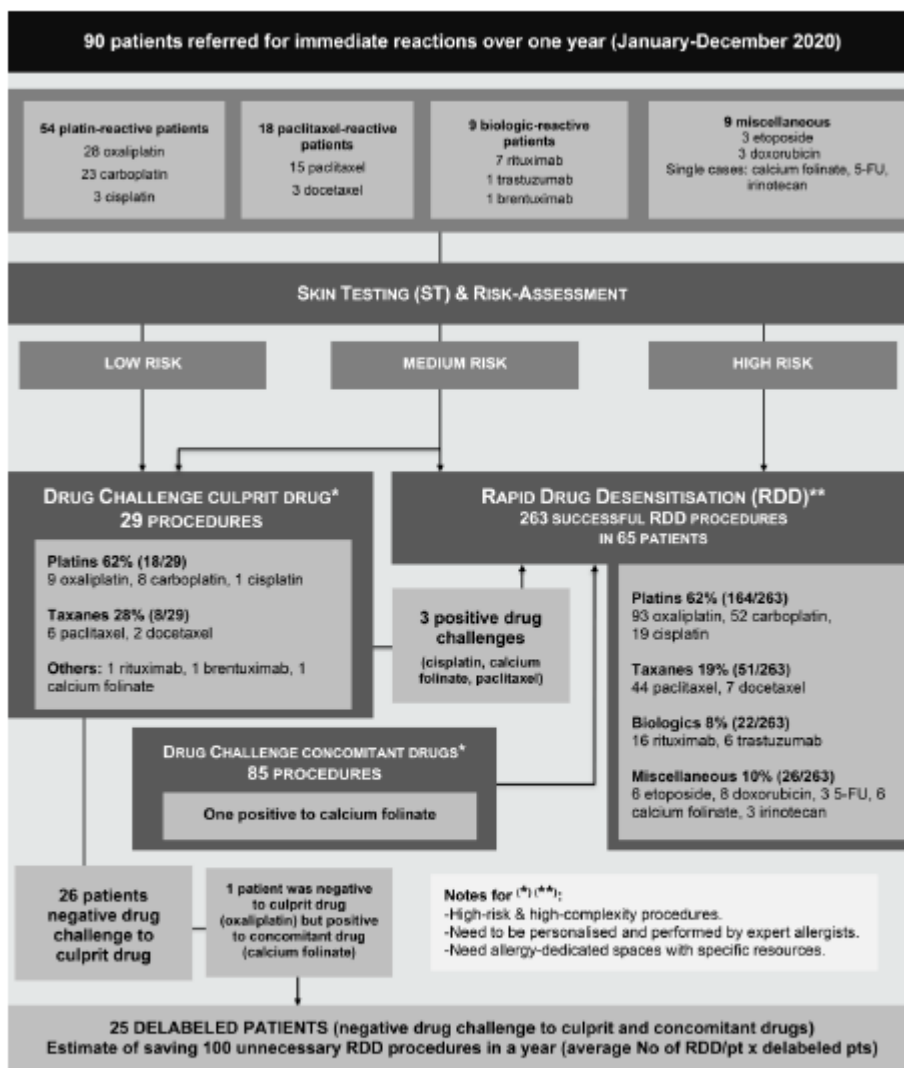 90 patients referred for immediate reactions over one year (January-December 2020)
54 platin-reactive patients
28 oxaliplatin
23 carboplatin
3 cisplatin
18 paclitaxel-reactive
patients
15 paclitaxel
3 docetaxel
9 biologic-reactive
patients
7 rituximab
1 trastuzumab
1 brentuximab
9 miscellaneous
3 etoposide
3 doxorubicin
Single cases: calcium folinate, 5-FU,
irinotecan
SKIN TESTING (ST) & RISK-ASSESSMENT
LOW RISK
MEDIUM RISK
HIGH RISK
DRUG CHALLENGE CULPRIT DRUG*
29 PROCEDURES
Platins 62% (18/29)
9 oxaliplatin, 8 carboplatin, 1 cisplatin
Taxanes 28% (8/29)
6 paclitaxel, 2 docetaxel
Others: 1 rituximab, 1 brentuximab, 1
calcium folinate
3 positive drug
challenges
(cisplatin, calcium
folinate, paclitaxel)
RAPID DRUG DESENSITISATION (RDD)**
263 SUCCESSFUL RDD PROCEDURES
IN 65 PATIENTS
Platins 62% (164/263)
93 oxaliplatin, 52 carboplatin,
19 cisplatin
Taxanes 19% (51/263)
44 paclitaxel, 7 docetaxel
Biologics 8% (22/263)
16 rituximab, 6 trastuzumab
Miscellaneous 10% (26/263)
6 etoposide, 8 doxorubicin, 3 5-FU, 6
calcium folinate, 3 irinotecan
DRUG CHALLENGE CONCOMITANT DRUGS*
85 PROCEDURES
One positive to calcium folinate
26 patients
negative drug
challenge to
culprit drug
1 patient was negative
to culprit drug
(oxaliplatin) but positive
to concomitant drug
(calcium folinate)
Notes for (*) (**):
-High-risk & high-complexity procedures.
-Need to be personalised and performed by expert allergists.
-Need allergy-dedicated spaces with specific resources.
25 DELABELED PATIENTS (negative drug challenge to culprit and concomitant drugs)
Estimate of saving 100 unnecessary RDD procedures in a year (average No of RDD/pt x delabeled pts)